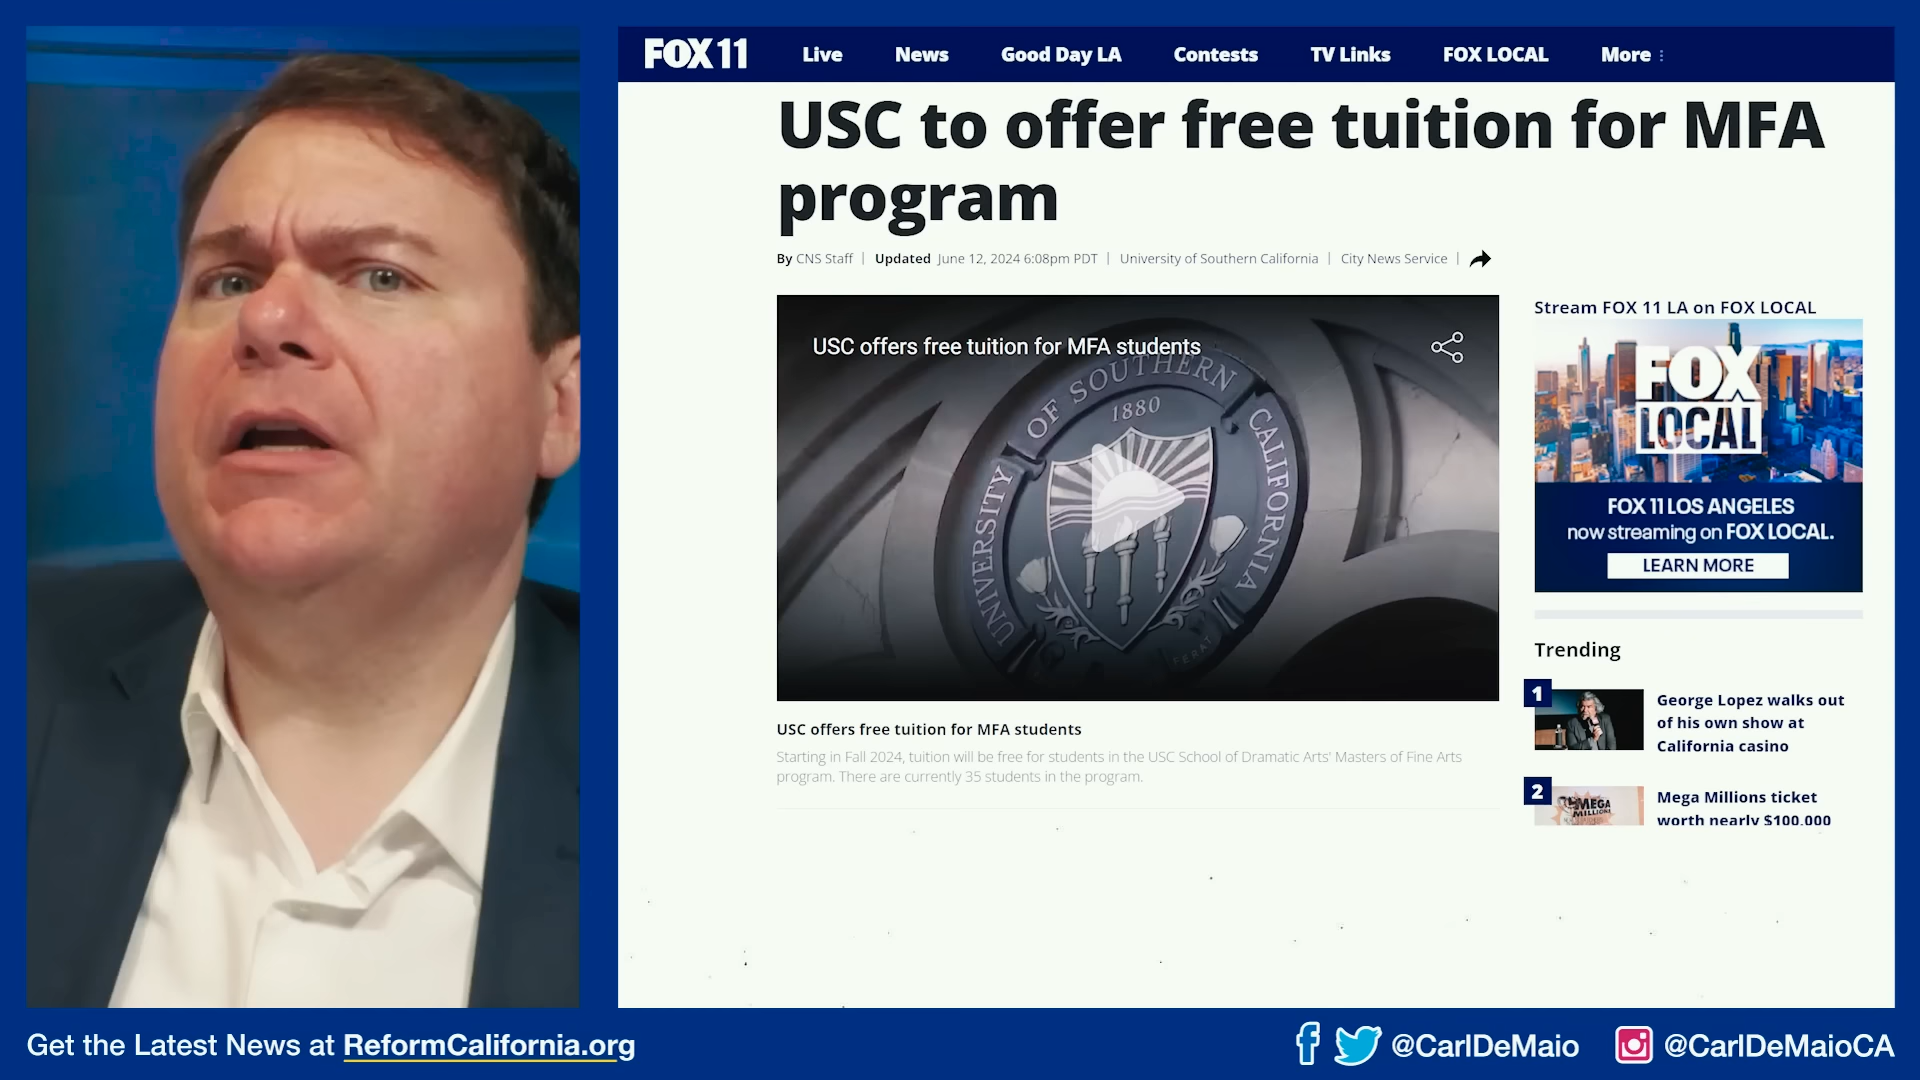 FOX 11 Live News Good Day LA Contests TV Links FOX LOCAL More
USC to offer free tuition for MFA
program
By CNS Staff | Updated June 12, 2024 6:08pm PDT | University of Southern California | City News Service |
USC offers free tuition for MFA students
UNIVERSITY OF SOUTHERN CALIFORNIA
1880
USC offers free tuition for MFA students
Starting in Fall 2024, tuition will be free for students in the USC School of Dramatic Arts' Masters of Fine Arts
program. There are currently 35 students in the program.
Stream FOX 11 LA on FOX LOCAL
FOX
LOCAL
FOX 11 LOS ANGELES
now streaming on FOX LOCAL.
LEARN MORE
Trending
1
George Lopez walks out
of his own show at
California casino
2
MEGA
MILLIONS
Mega Millions ticket
worth nearly $100,000
Get the Latest News at ReformCalifornia.org
@CarlDeMaio
@CarlDeMaioCA